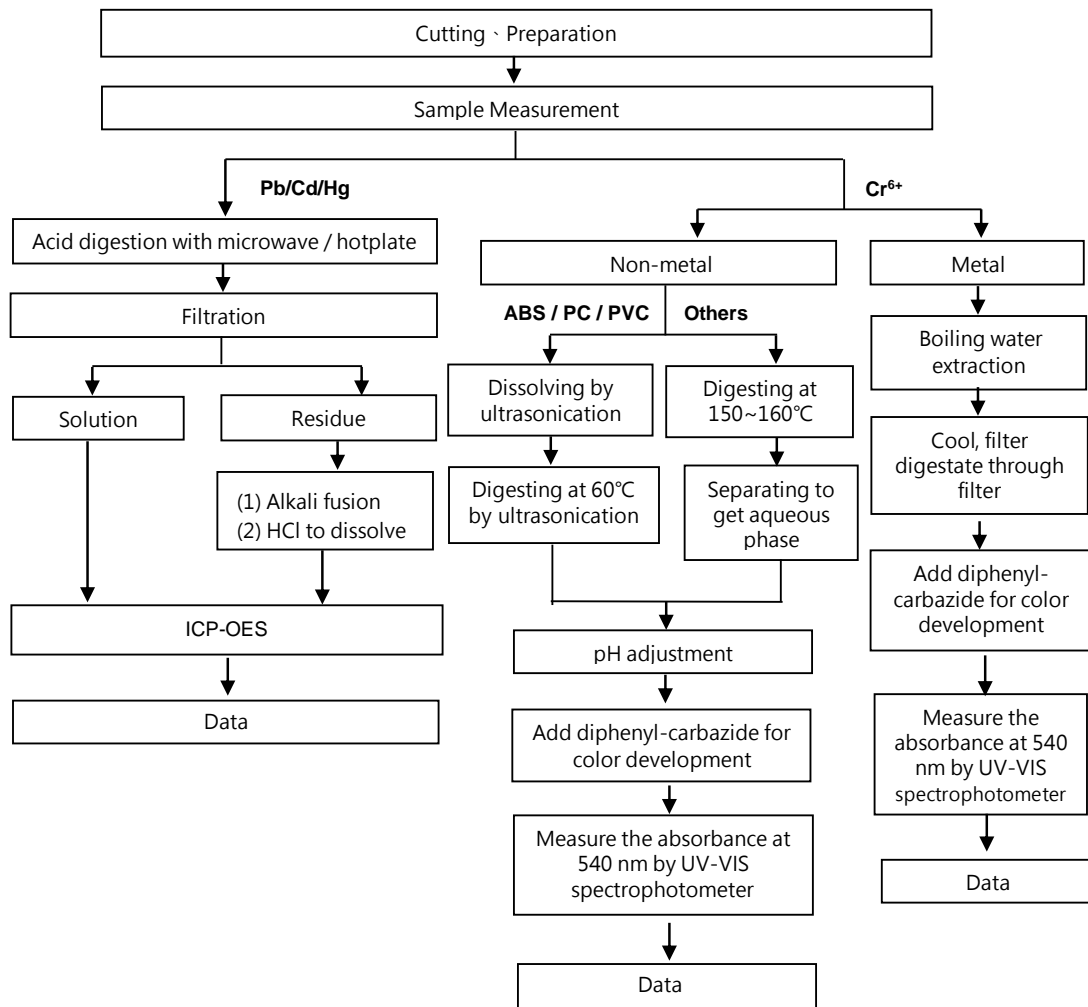 Cutting、Preparation
Sample Measurement
Pb/Cd/Hg
Cr⁶⁺
Acid digestion with microwave / hotplate
Filtration
Solution
Residue
(1) Alkali fusion
(2) HCl to dissolve
ICP-OES
Data
Non-metal
ABS / PC / PVC
Others
Dissolving by
ultrasonication
Digesting at
150~160℃
Digesting at 60℃
by ultrasonication
Separating to
get aqueous
phase
pH adjustment
Add diphenyl-carbazide for
color development
Measure the absorbance at
540 nm by UV-VIS
spectrophotometer
Data
Metal
Boiling water
extraction
Cool, filter
digestate through
filter
Add diphenyl-
carbazide for color
development
Measure the
absorbance at 540
nm by UV-VIS
spectrophotometer
Data